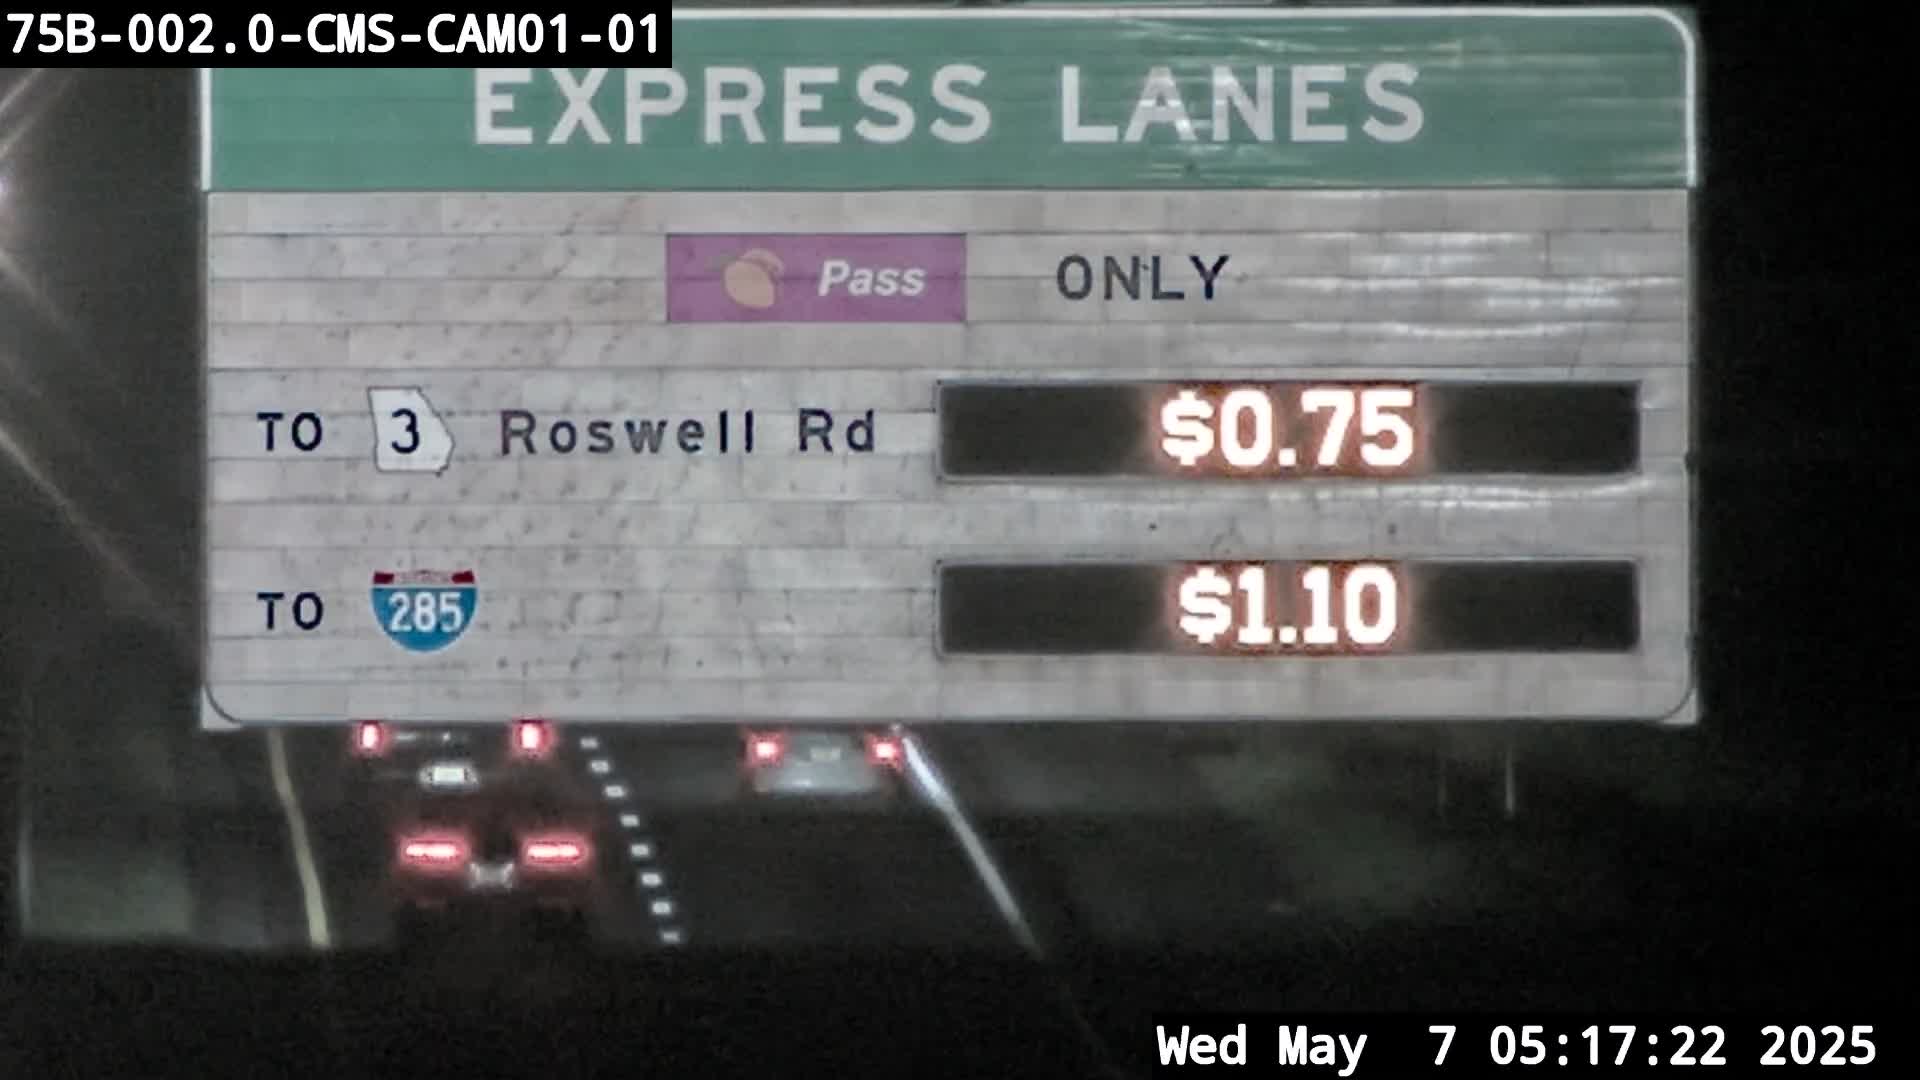 75B-002.0-CMS-CAM01-01
EXPRESS LANES
Pass ONLY
TO 3 Roswell Rd $0.75
TO 285 $1.10
Wed May 7 05:17:22 2025